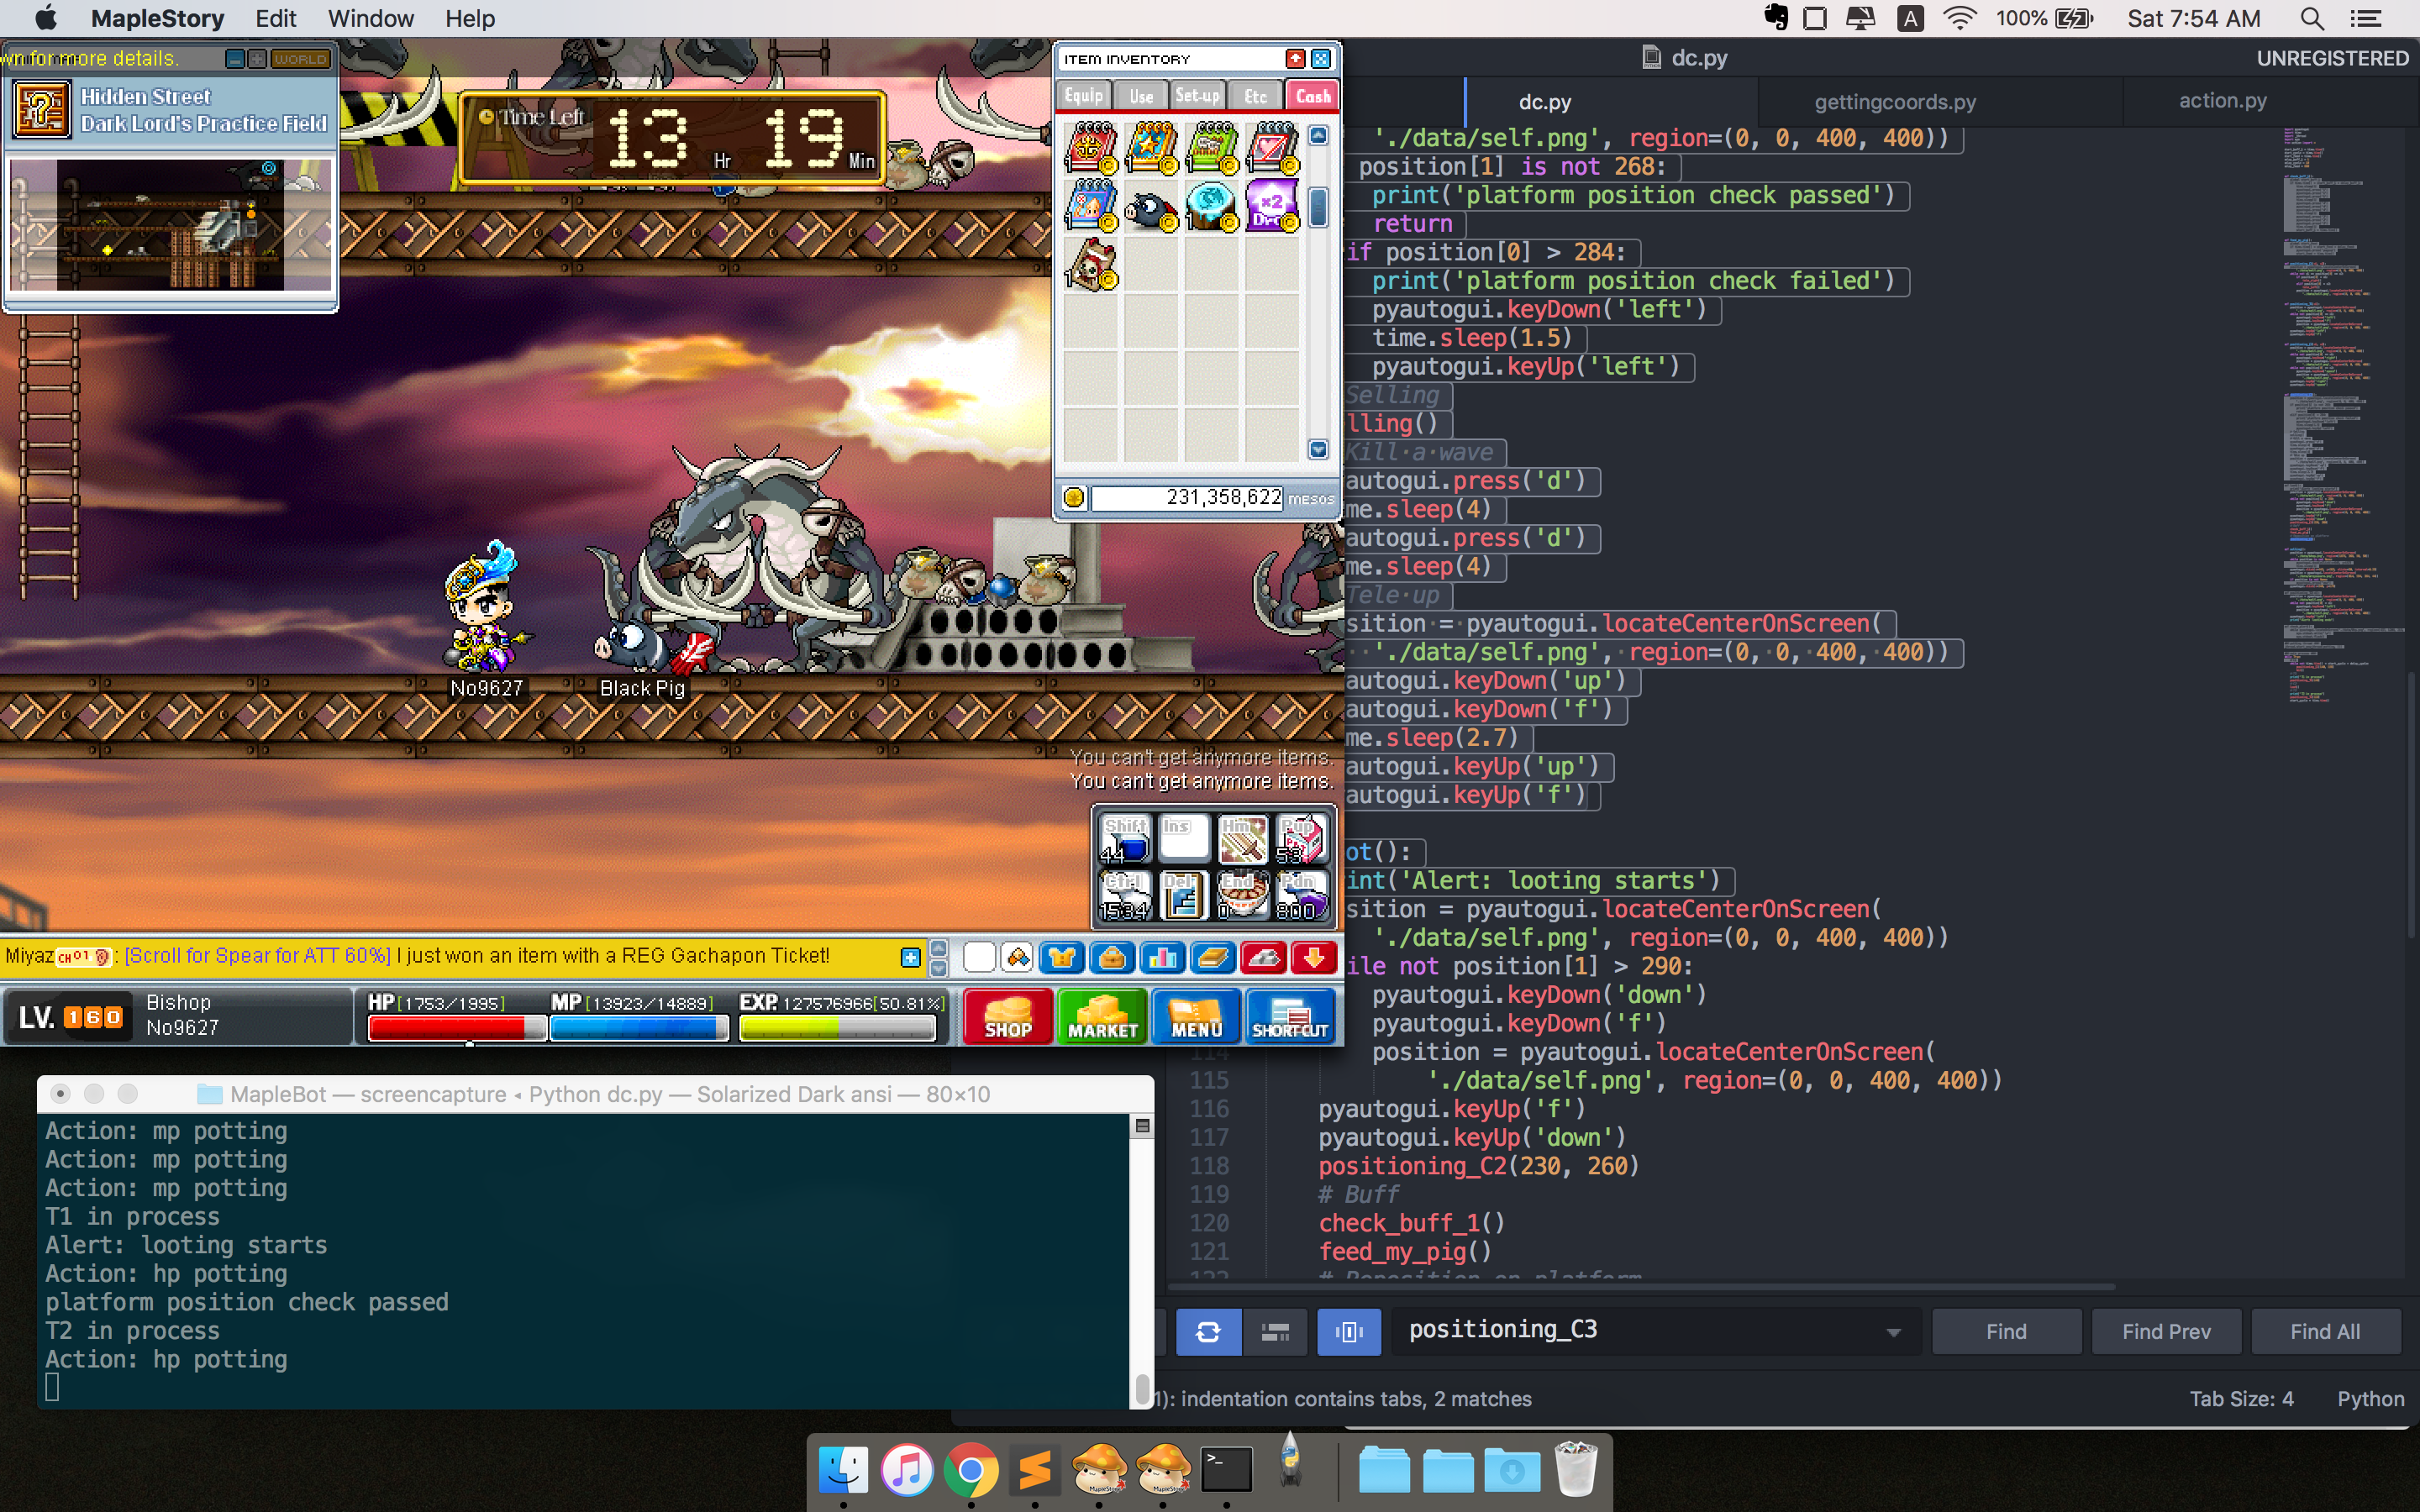 MapleStory Edit Window Help
100% Sat 7:54 AM
for more details.
WORLD
Hidden Street
Dark Lord's Practice Field
Time Left 13 Hr 19 Min
ITEM INVENTORY
Equip Use Set-up Etc Cash
231,358,622 MESOS
No9627
Black Pig
You can't get anymore items.
You can't get anymore items.
Shift Ins Hm Pup
44 53
Ctrl Del End Pdn
1534 0 800
Miyaz CH01 : [Scroll for Spear for ATT 60%] I just won an item with a REG Gachapon Ticket!
LV. 160
Bishop
No9627
HP[1753/1995] MP[13923/14889] EXP. 127576966[50.81%]
SHOP MARKET MENU SHORTCUT
dc.py
UNREGISTERED
dc.py gettingcoords.py action.py
'./data/self.png', region=(0, 0, 400, 400))
position[1] is not 268:
print('platform position check passed')
return
if position[0] > 284:
print('platform position check failed')
pyautogui.keyDown('left')
time.sleep(1.5)
pyautogui.keyUp('left')
Selling
lling()
Kill a wave
autogui.press('d')
me.sleep(4)
autogui.press('d')
me.sleep(4)
Tele up
sition = pyautogui.locateCenterOnScreen(
'./data/self.png', region=(0, 0, 400, 400))
autogui.keyDown('up')
autogui.keyDown('f')
me.sleep(2.7)
autogui.keyUp('up')
autogui.keyUp('f')
ot():
int('Alert: looting starts')
sition = pyautogui.locateCenterOnScreen(
'./data/self.png', region=(0, 0, 400, 400))
ile not position[1] > 290:
pyautogui.keyDown('down')
pyautogui.keyDown('f')
114 position = pyautogui.locateCenterOnScreen(
115 './data/self.png', region=(0, 0, 400, 400))
116 pyautogui.keyUp('f')
117 pyautogui.keyUp('down')
118 positioning_C2(230, 260)
119 # Buff
120 check_buff_1()
121 feed_my_pig()
positioning_C3
Find Find Prev Find All
1): indentation contains tabs, 2 matches
Tab Size: 4 Python
MapleBot — screencapture ◂ Python dc.py — Solarized Dark ansi — 80×10
Action: mp potting
Action: mp potting
Action: mp potting
T1 in process
Alert: looting starts
Action: hp potting
platform position check passed
T2 in process
Action: hp potting